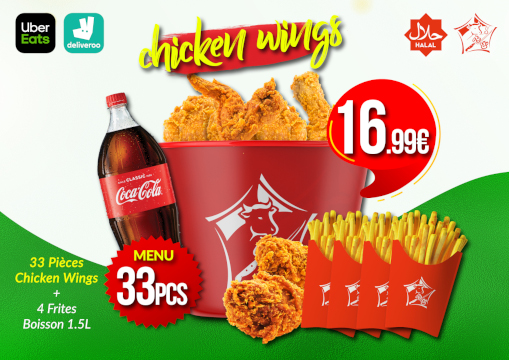 Uber
Eats
deliveroo
chicken wings
حلال
HALAL
16.99€
CLASSIC
Coca-Cola
MENU
33PCS
33 Pièces
Chicken Wings
+
4 Frites
Boisson 1.5L